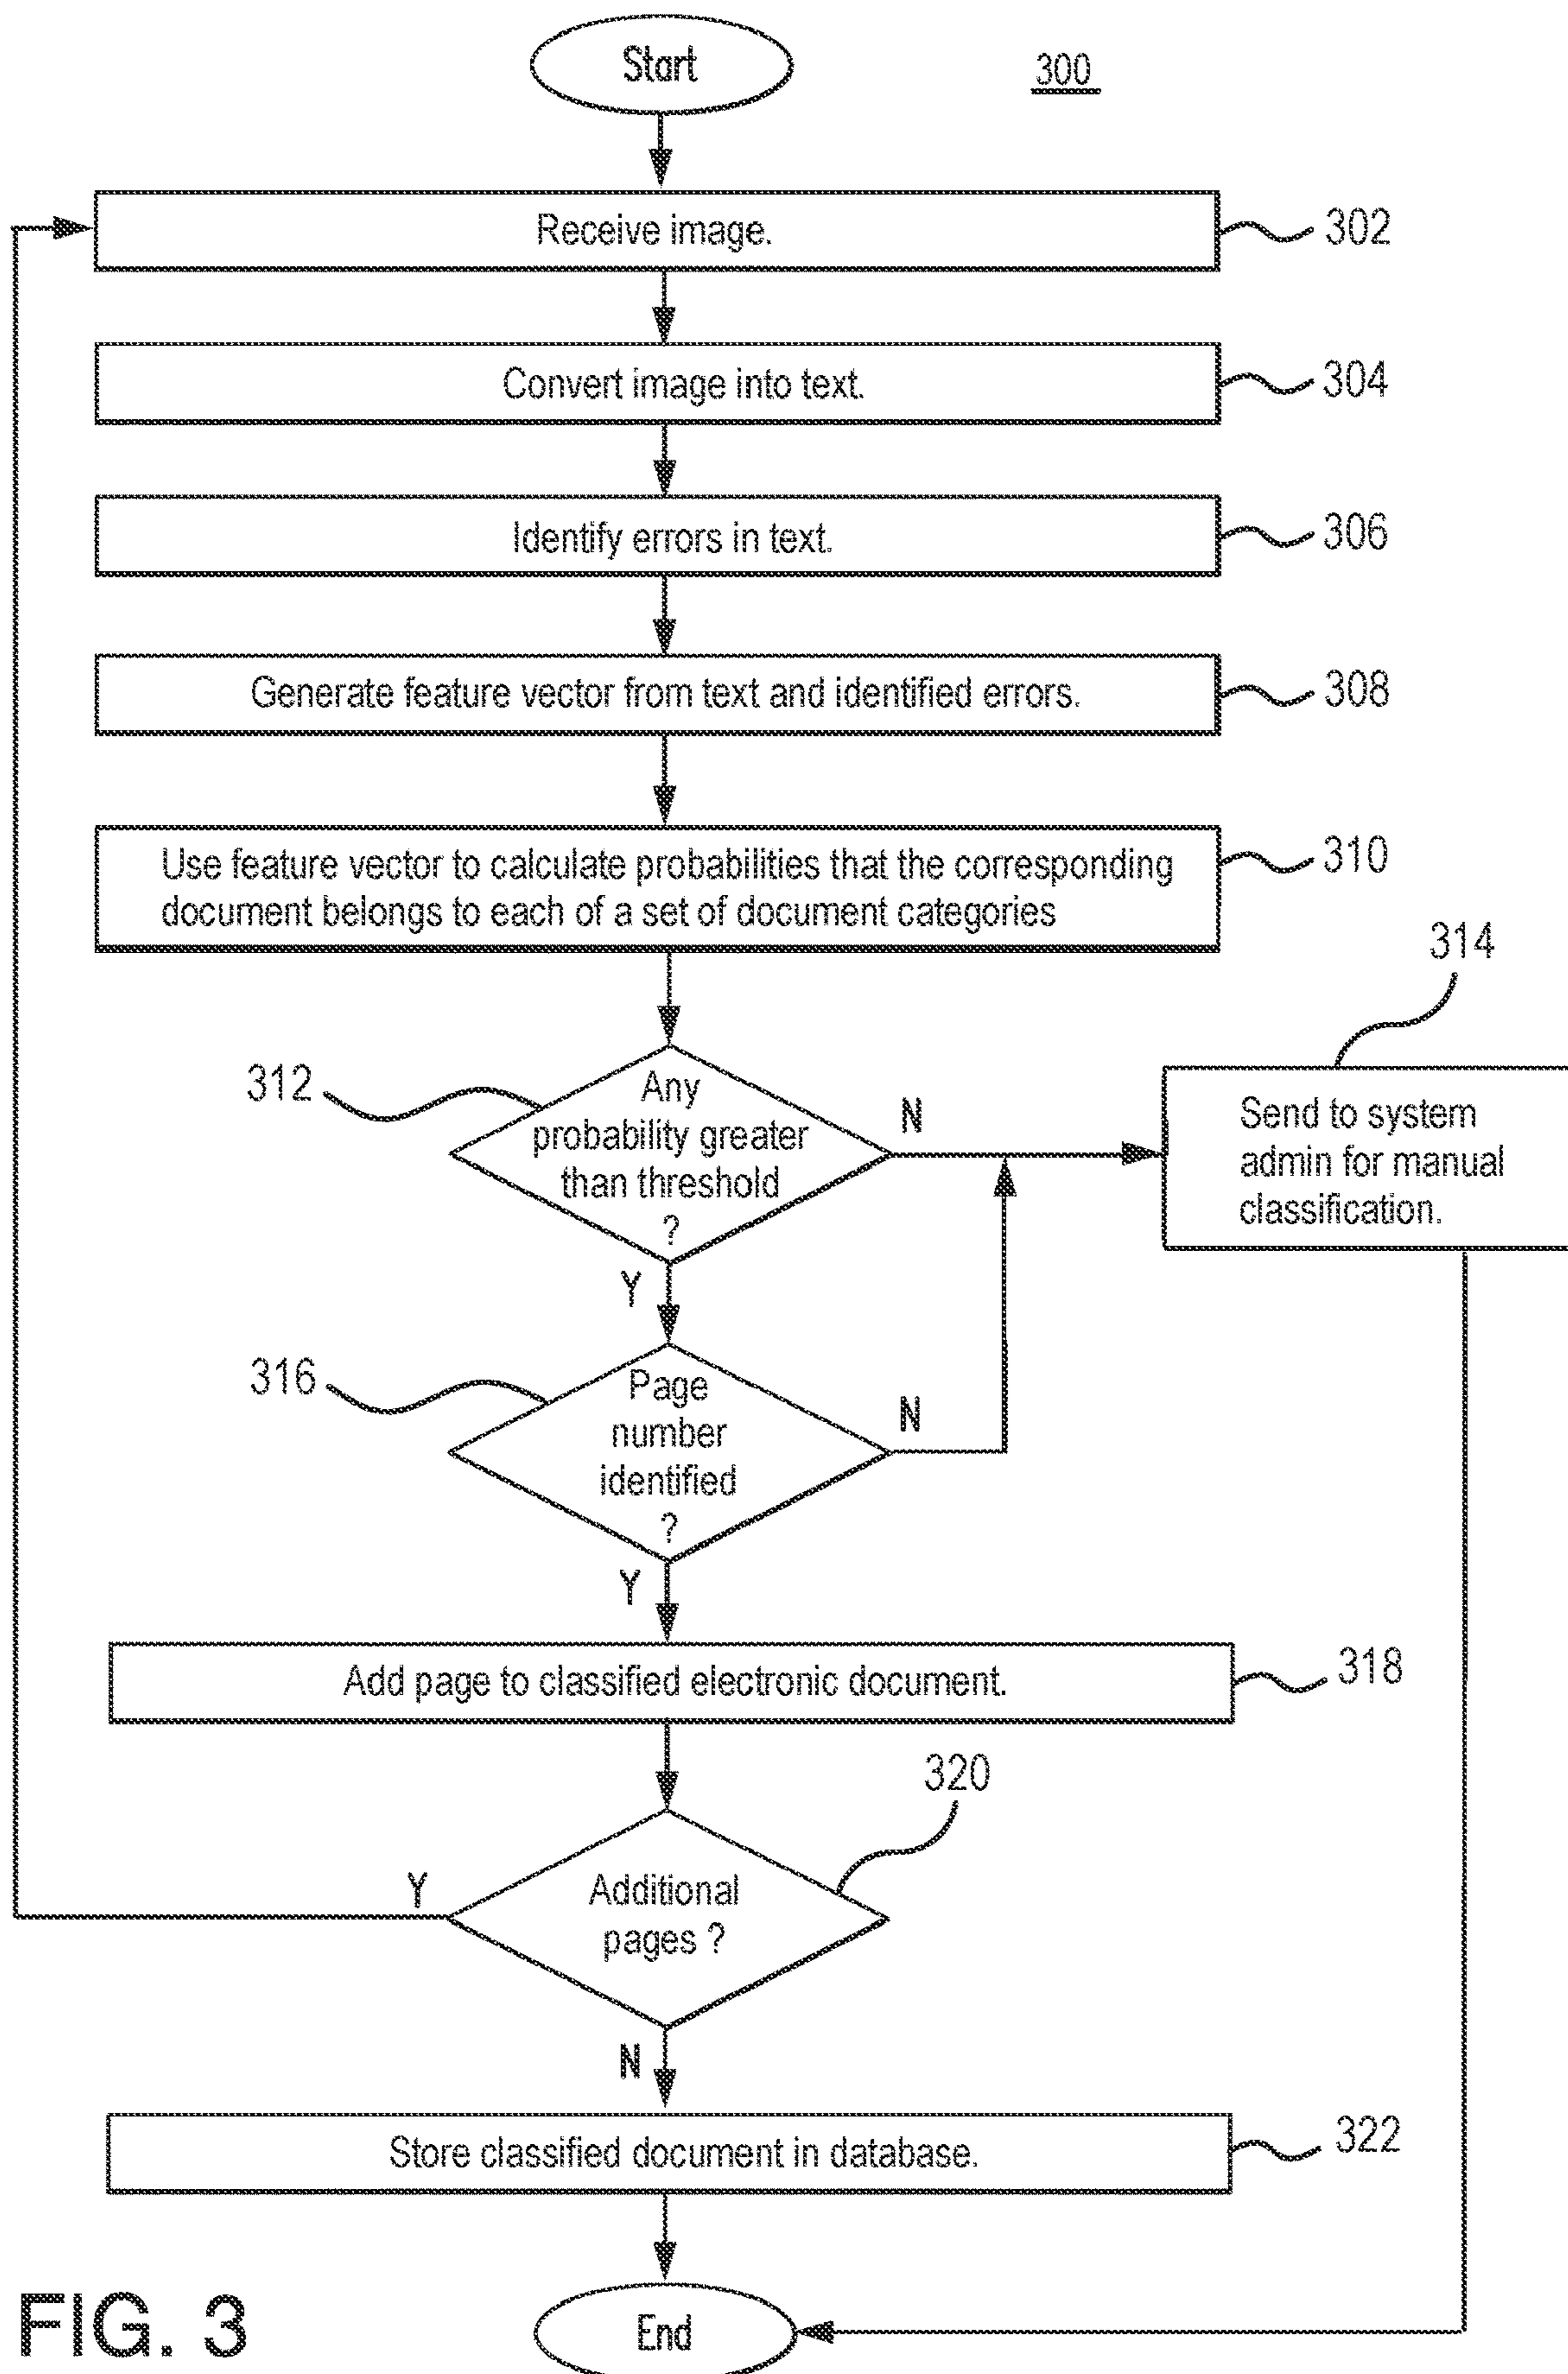 Start
300
Receive image.
302
Convert image into text.
304
Identify errors in text.
306
Generate feature vector from text and identified errors.
308
Use feature vector to calculate probabilities that the corresponding
document belongs to each of a set of document categories
310
314
312
Any
probability greater
than threshold
?
N
Send to system
admin for manual
classification.
Y
316
Page
number
identified
?
N
Y
Add page to classified electronic document.
318
320
Y
Additional
pages ?
N
Store classified document in database.
322
End
FIG. 3